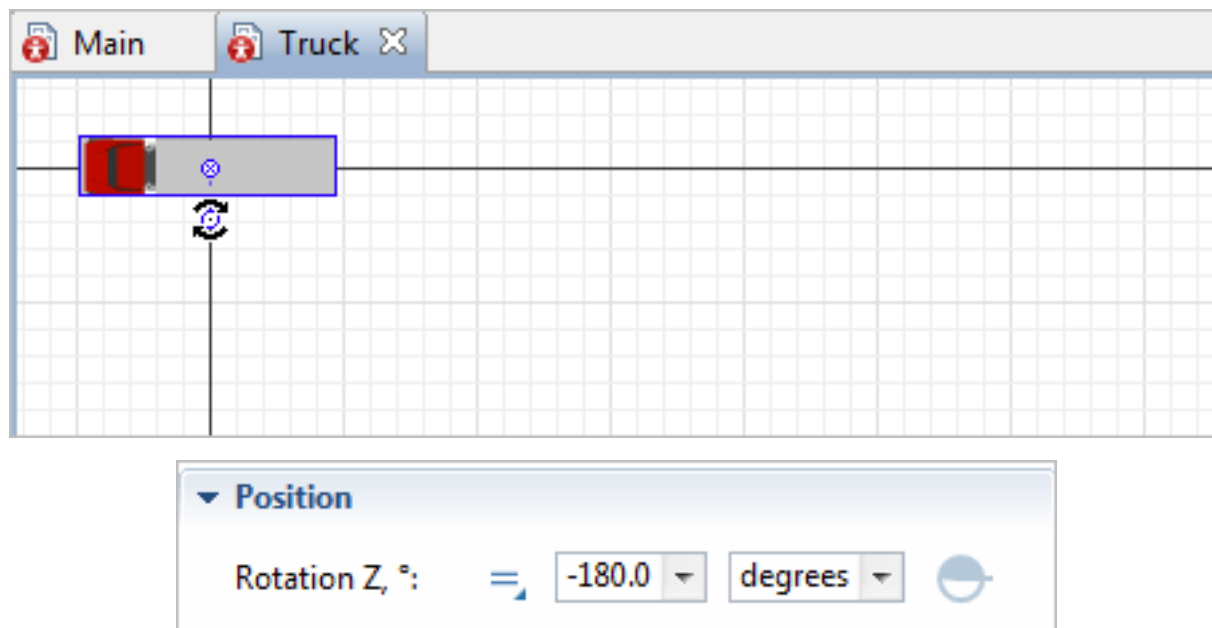 Main
Truck
Position
Rotation Z, °:
-180.0
degrees